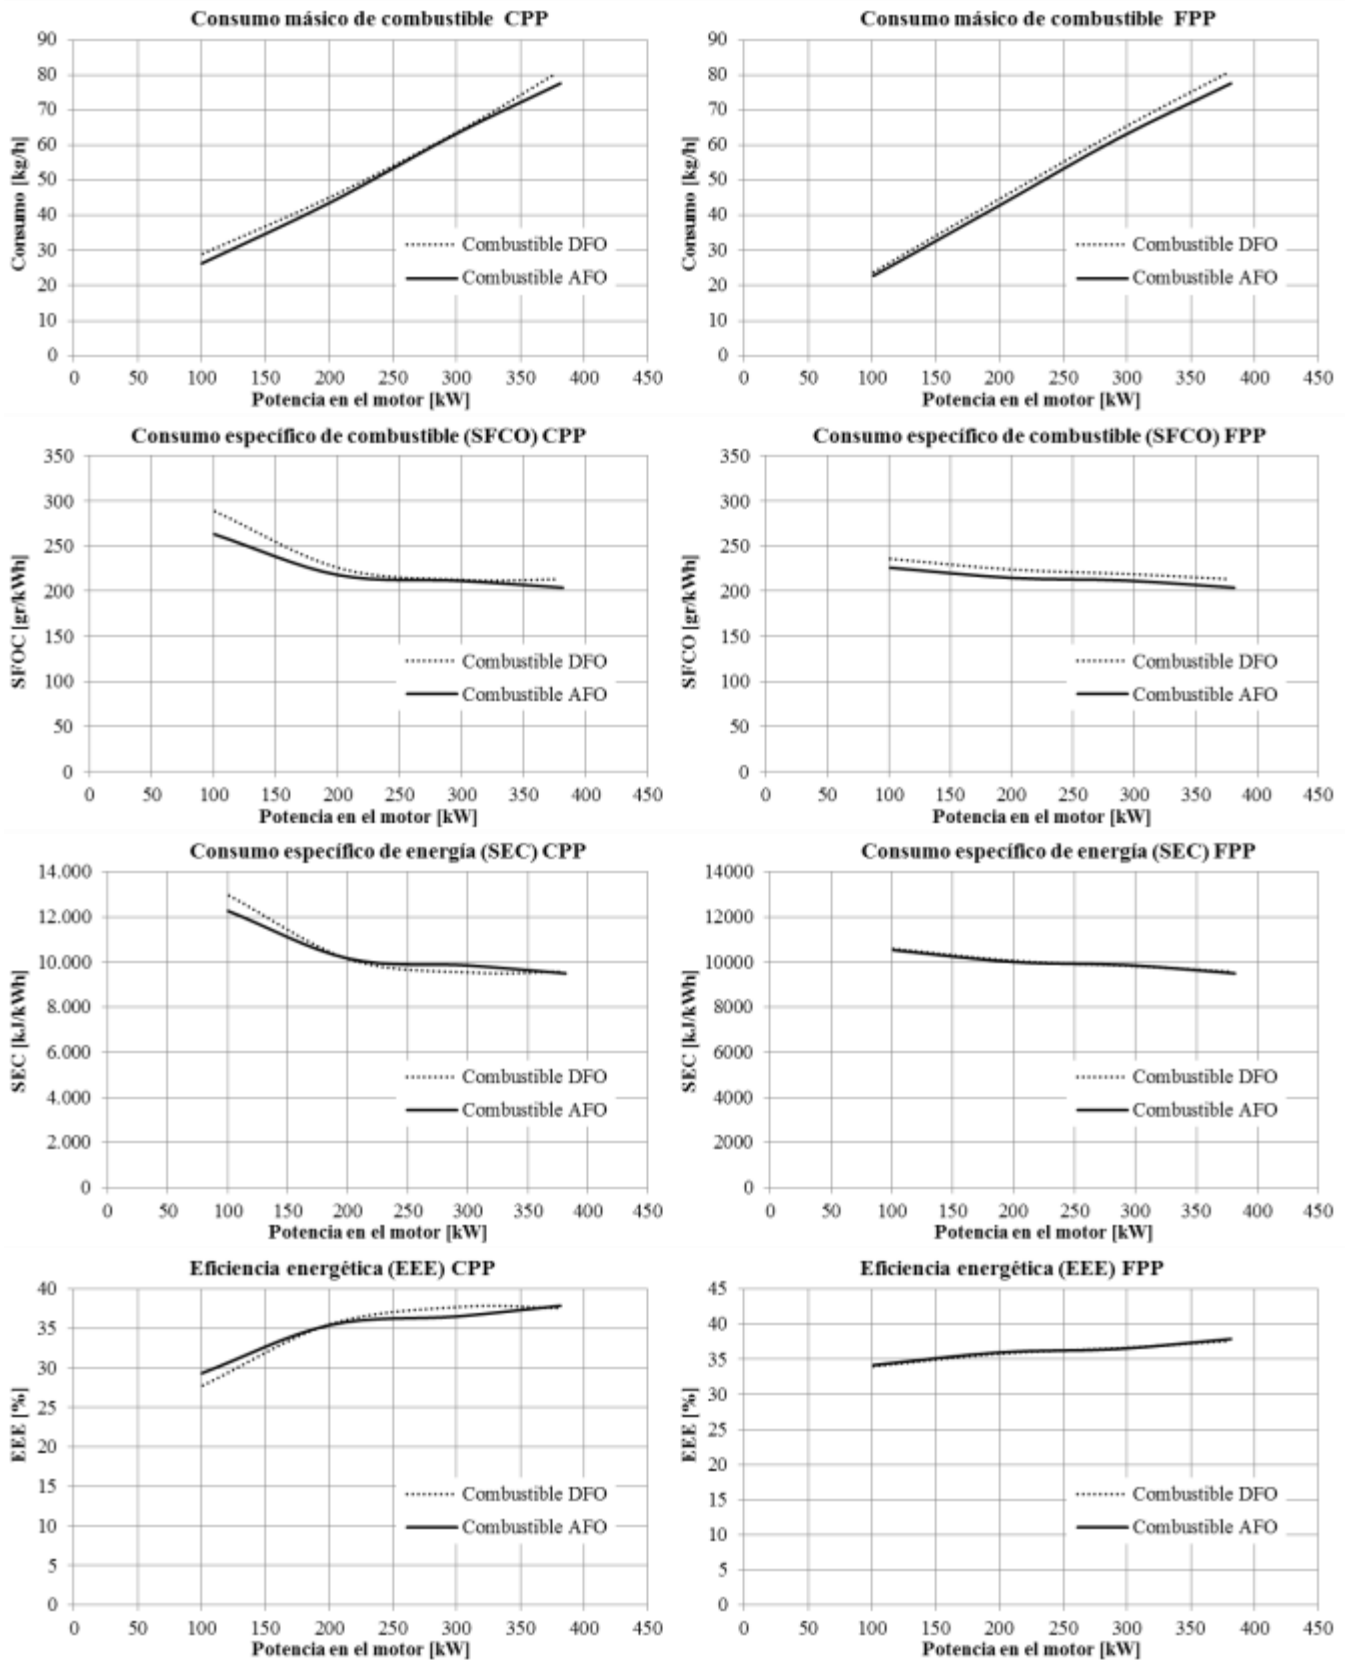 Consumo másico de combustible CPP
90
80
70
60
50
40
30
20
10
0
Consumo [kg/h]
Combustible DFO
Combustible AFO
0 50 100 150 200 250 300 350 400 450
Potencia en el motor [kW]
Consumo másico de combustible FPP
90
80
70
60
50
40
30
20
10
0
Consumo [kg/h]
Combustible DFO
Combustible AFO
0 50 100 150 200 250 300 350 400 450
Potencia en el motor [kW]
Consumo específico de combustible (SFCO) CPP
350
300
250
200
150
100
50
0
SFOC [gr/kWh]
Combustible DFO
Combustible AFO
0 50 100 150 200 250 300 350 400 450
Potencia en el motor [kW]
Consumo específico de combustible (SFCO) FPP
350
300
250
200
150
100
50
0
SFCO [gr/kWh]
Combustible DFO
Combustible AFO
0 50 100 150 200 250 300 350 400 450
Potencia en el motor [kW]
Consumo específico de energía (SEC) CPP
14.000
12.000
10.000
8.000
6.000
4.000
2.000
0
SEC [kJ/kWh]
Combustible DFO
Combustible AFO
0 50 100 150 200 250 300 350 400 450
Potencia en el motor [kW]
Consumo específico de energía (SEC) FPP
14000
12000
10000
8000
6000
4000
2000
0
SEC [kJ/kWh]
Combustible DFO
Combustible AFO
0 50 100 150 200 250 300 350 400 450
Potencia en el motor [kW]
Eficiencia energética (EEE) CPP
40
35
30
25
20
15
10
5
0
EEE [%]
Combustible DFO
Combustible AFO
0 50 100 150 200 250 300 350 400 450
Potencia en el motor [kW]
Eficiencia energética (EEE) FPP
45
40
35
30
25
20
15
10
5
0
EEE [%]
Combustible DFO
Combustible AFO
0 50 100 150 200 250 300 350 400 450
Potencia en el motor [kW]